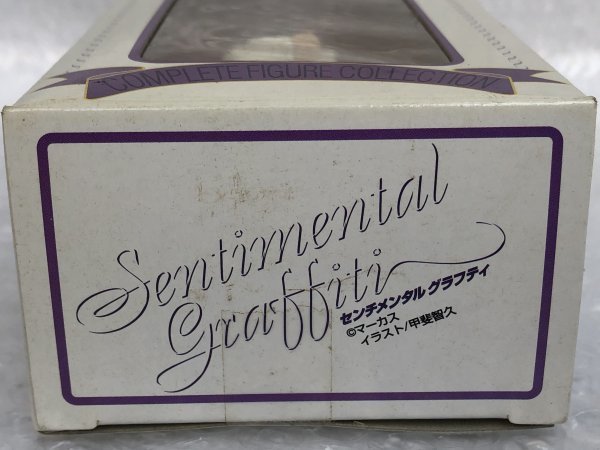 COMPLETE FIGURE COLLECTION
Sentimental
Graffiti
センチメンタル グラフティ
©マーカス
イラスト/甲斐智久